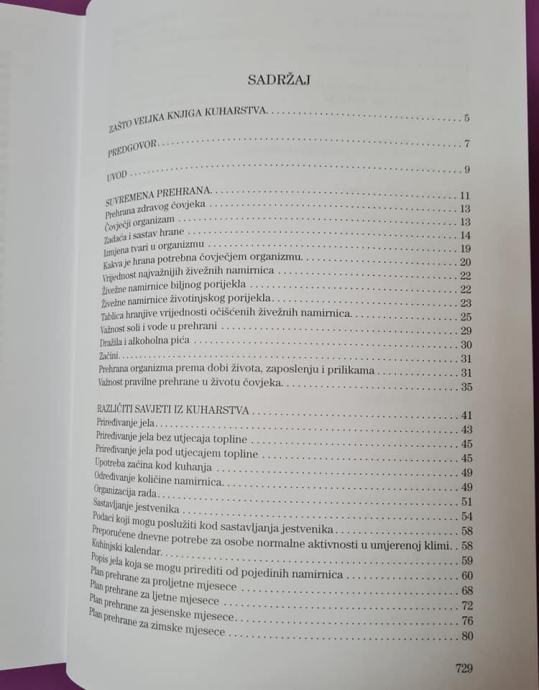 SADRŽAJ
ZAŠTO VELIKA KNJIGA KUHARSTVA. . . . . . . . . . . . . . . . . . . . 5
PREDGOVOR. . . . . . . . . . . . . . . . . . . . 7
UVOD . . . . . . . . . . . . . . . . . . . . 9
SUVREMENA PREHRANA. . . . . . . . . . . . . . . . . . . . 11
Prehrana zdravog čovjeka . . . . . . . . . . . . . . . . . . . . 13
Čovječji organizam . . . . . . . . . . . . . . . . . . . . 13
Zadaća i sastav hrane . . . . . . . . . . . . . . . . . . . . 14
Izmjena tvari u organizmu . . . . . . . . . . . . . . . . . . . . 19
Kakva je hrana potrebna čovječjem organizmu. . . . . . . . . . . . . . . . . . . . 20
Vrijednost najvažnijih živežnih namirnica . . . . . . . . . . . . . . . . . . . . 22
Živežne namirnice biljnog porijekla . . . . . . . . . . . . . . . . . . . . 22
Živežne namirnice životinjskog porijekla. . . . . . . . . . . . . . . . . . . . 23
Tablica hranjive vrijednosti očišćenih živežnih namirnica. . . . . . . . . . . . . . . . . . . . 25
Važnost soli i vode u prehrani . . . . . . . . . . . . . . . . . . . . 29
Dražila i alkoholna pića . . . . . . . . . . . . . . . . . . . . 30
Začini. . . . . . . . . . . . . . . . . . . . 31
Prehrana organizma prema dobi života, zaposlenju i prilikama . . . . . . . . . . . . . . 31
Važnost pravilne prehrane u životu čovjeka. . . . . . . . . . . . . . . . . . . . 35
RAZLIČITI SAVJETI IZ KUHARSTVA . . . . . . . . . . . . . . . . . . . . 41
Priređivanje jela. . . . . . . . . . . . . . . . . . . . 43
Priređivanje jela bez utjecaja topline . . . . . . . . . . . . . . . . . . . . 45
Priređivanje jela pod utjecajem topline . . . . . . . . . . . . . . . . . . . . 45
Upotreba začina kod kuhanja . . . . . . . . . . . . . . . . . . . . 49
Određivanje količine namirnica. . . . . . . . . . . . . . . . . . . . 49
Organizacija rada. . . . . . . . . . . . . . . . . . . . 51
Sastavljanje jestvenika . . . . . . . . . . . . . . . . . . . . 54
Podaci koji mogu poslužiti kod sastavljanja jestvenika . . . . . . . . . . . . . . . . . . . . 58
Preporučene dnevne potrebe za osobe normalne aktivnosti u umjerenoj klimi. . 58
Kuhinjski kalendar. . . . . . . . . . . . . . . . . . . . 59
Popis jela koja se mogu prirediti od pojedinih namirnica . . . . . . . . . . . . . . . . . . . . 60
Plan prehrane za proljetne mjesece . . . . . . . . . . . . . . . . . . . . 68
Plan prehrane za ljetne mjesece . . . . . . . . . . . . . . . . . . . . 72
Plan prehrane za jesenske mjesece. . . . . . . . . . . . . . . . . . . . 76
Plan prehrane za zimske mjesece . . . . . . . . . . . . . . . . . . . . 80
729